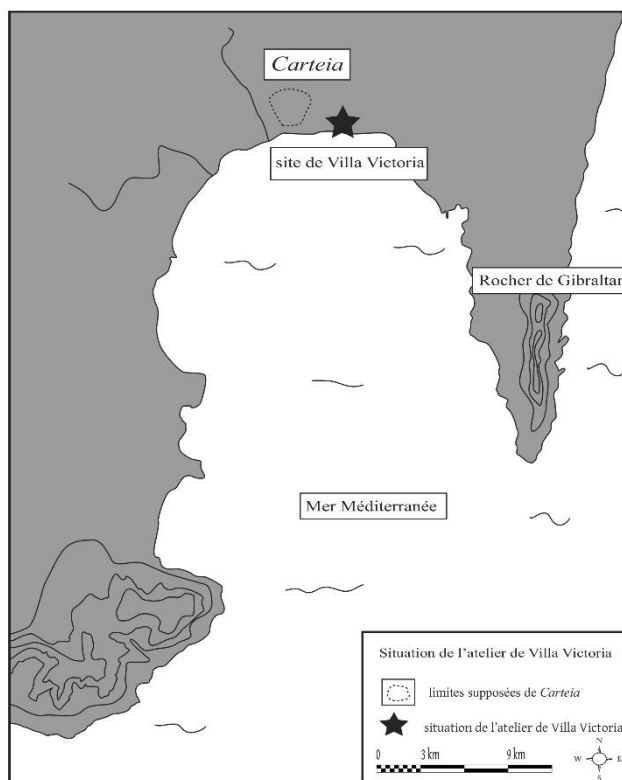 Carteia
site de Villa Victoria
Rocher de Gibraltar
Mer Méditerranée
Situation de l'atelier de Villa Victoria
limites supposées de Carteia
situation de l'atelier de Villa Victoria
0 3 km 9 km
N
W E
S